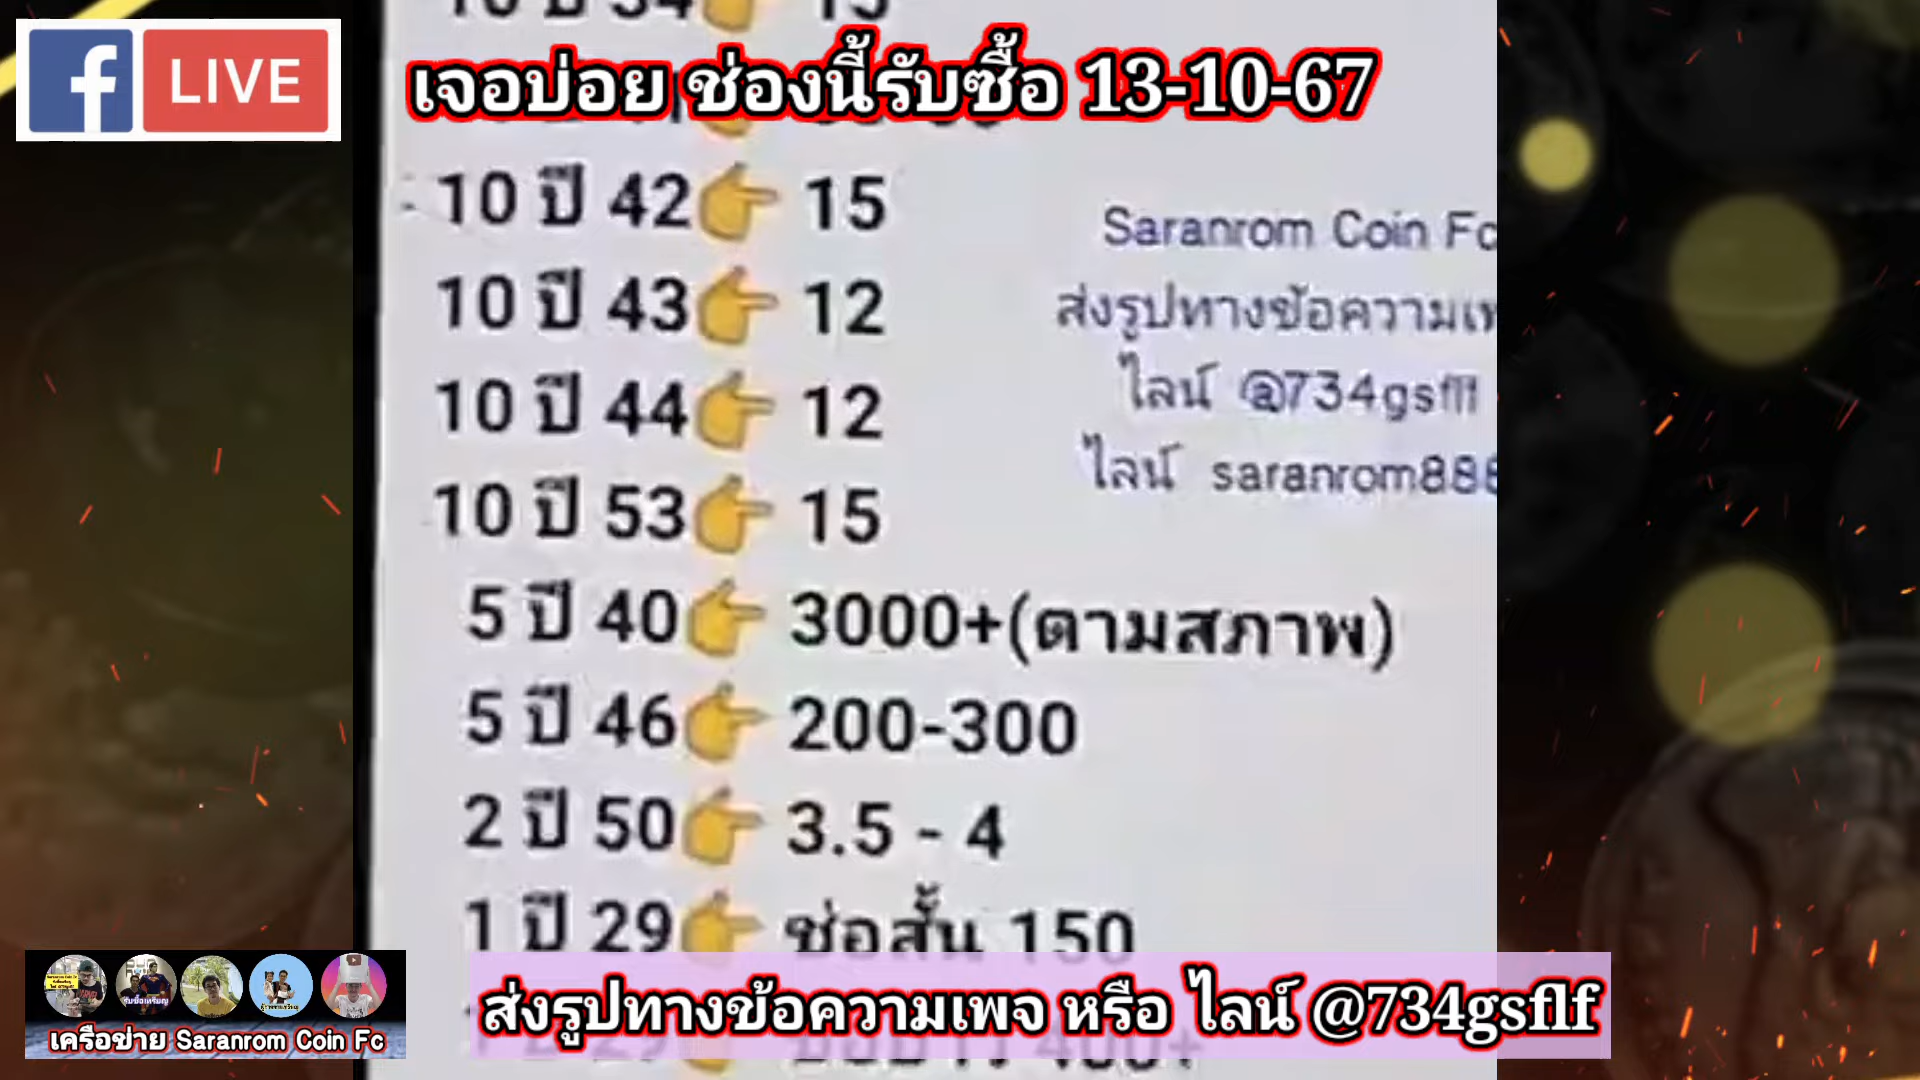 10 ปี 34👉 15
f LIVE
เจอบ่อย ช่องนี้รับซื้อ 13-10-67
10 ปี 42👉 15
10 ปี 43👉 12
10 ปี 44👉 12
10 ปี 53👉 15
5 ปี 40👉 3000+(ตามสภาพ)
5 ปี 46👉 200-300
2 ปี 50👉 3.5 - 4
1 ปี 29👉 ช่อสั้น 150
Saranrom Coin Fc
ส่งรูปทางข้อความ
ไลน์ @734gsflf
ไลน์ saranrom888
ส่งรูปทางข้อความเพจ หรือ ไลน์ @734gsflf
เครือข่าย Saranrom Coin Fc